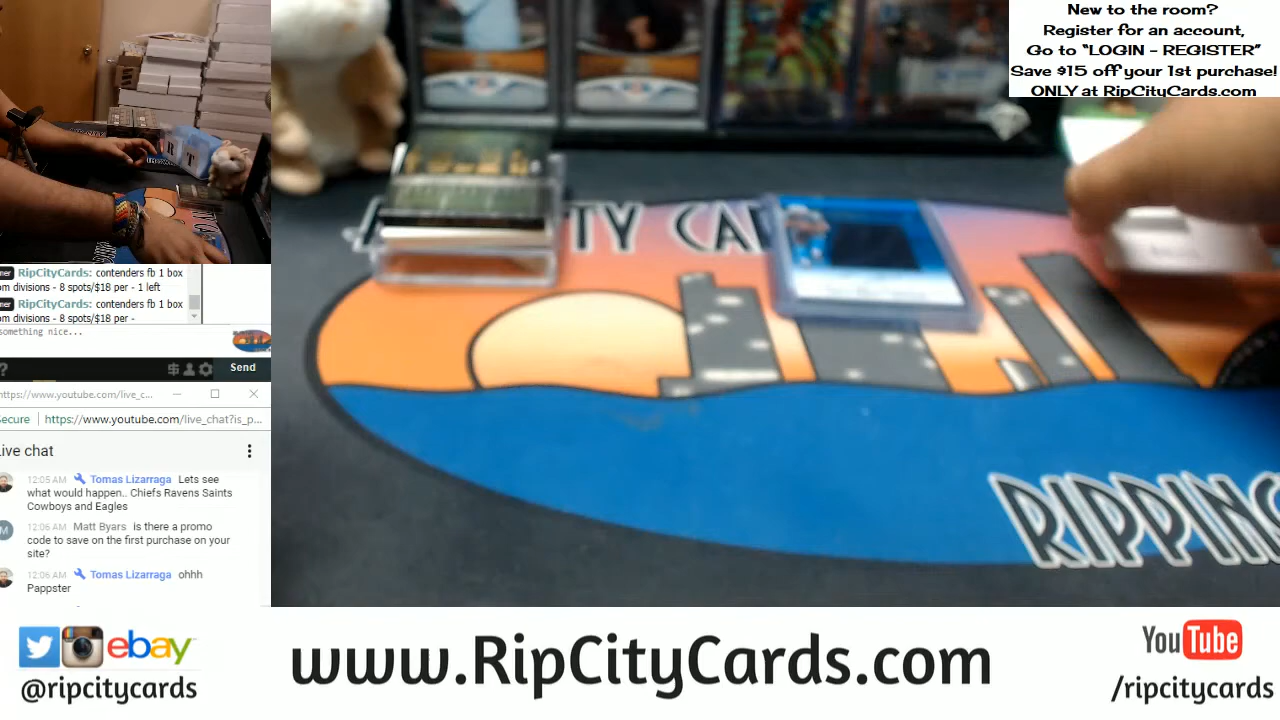 New to the room?
Register for an account,
Go to “LOGIN - REGISTER”
Save $15 off your 1st purchase!
ONLY at RipCityCards.com
RipCityCards: contenders fb 1 box
om divisions - 8 spots/$18 per - 1 left
RipCityCards: contenders fb 1 box
om divisions - 8 spots/$18 per -
something nice...
Send
https://www.youtube.com/live_c...
Secure
https://www.youtube.com/live_chat?is_p...
Live chat
12:05 AM Tomas Lizarraga Lets see
what would happen.. Chiefs Ravens Saints
Cowboys and Eagles
12:06 AM Matt Byars is there a promo
code to save on the first purchase on your
site?
12:06 AM Tomas Lizarraga ohhh
Pappster
TY CA
RIPPING
ebay
@ripcitycards
www.RipCityCards.com
YouTube
/ripcitycards